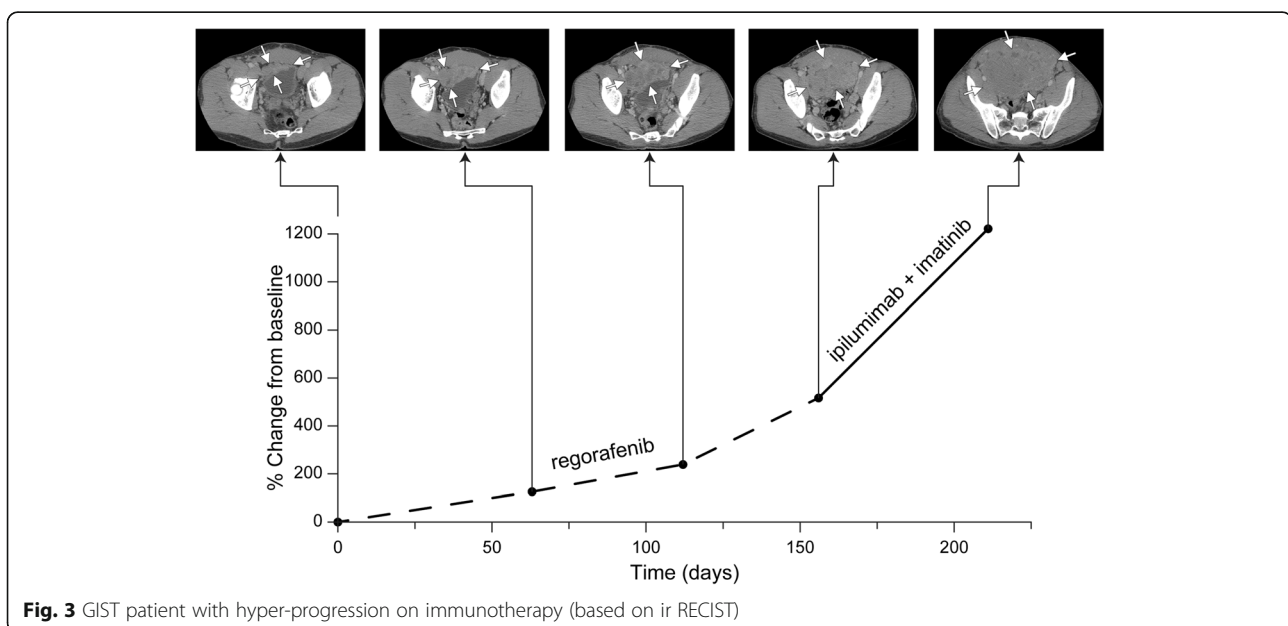 1200
1000
800
600
400
200
0
% Change from baseline
regorafenib
ipilumimab + imatinib
0
50
100
150
200
Time (days)
Fig. 3 GIST patient with hyper-progression on immunotherapy (based on ir RECIST)